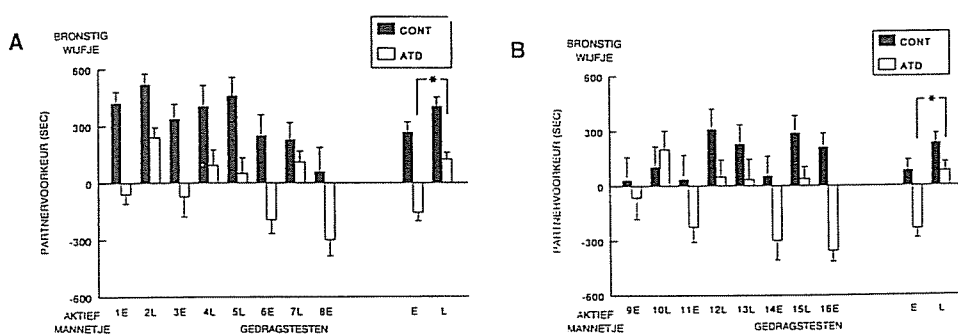 A
BRONSTIG
WIJFJE
CONT
ATD
600
300
0
-300
-600
PARTNERVOORKEUR (SEC)
*
1E 2L 3E 4L 5L 6E 7L 8E E L
AKTIEF
MANNETJE
GEDRAGSTESTEN
B
BRONSTIG
WIJFJE
CONT
ATD
600
300
0
-300
-600
PARTNERVOORKEUR (SEC)
*
9E 10L 11E 12L 13L 14E 15L 16E E L
AKTIEF
MANNETJE
GEDRAGSTESTEN